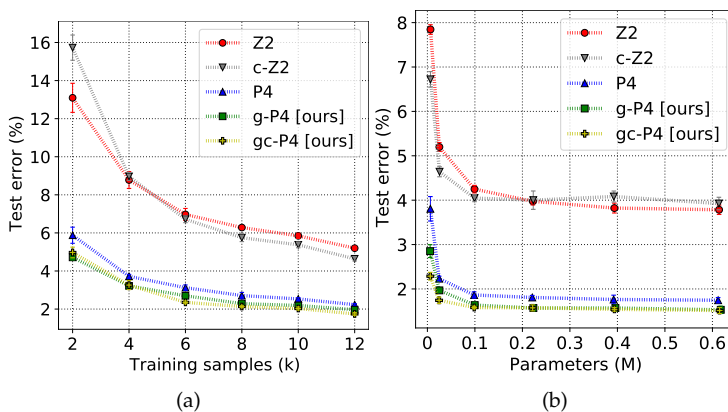 16
14
12
10
8
6
4
2
Test error (%)
Z2
c-Z2
P4
g-P4 [ours]
gc-P4 [ours]
2 4 6 8 10 12
Training samples (k)
(a)
8
7
6
5
4
3
2
Test error (%)
Z2
c-Z2
P4
g-P4 [ours]
gc-P4 [ours]
0 0.1 0.2 0.3 0.4 0.5 0.6
Parameters (M)
(b)